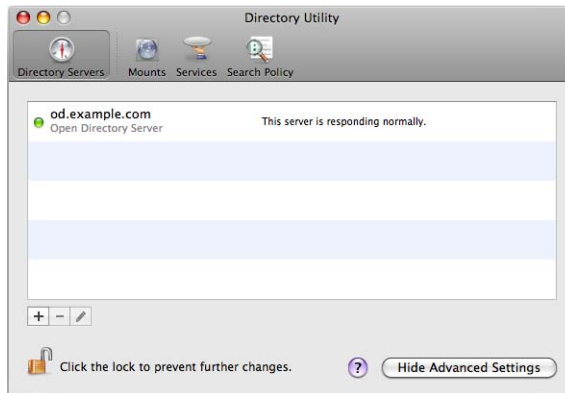 Directory Utility
Directory Servers
Mounts
Services
Search Policy
od.example.com
Open Directory Server
This server is responding normally.
Click the lock to prevent further changes.
?
Hide Advanced Settings